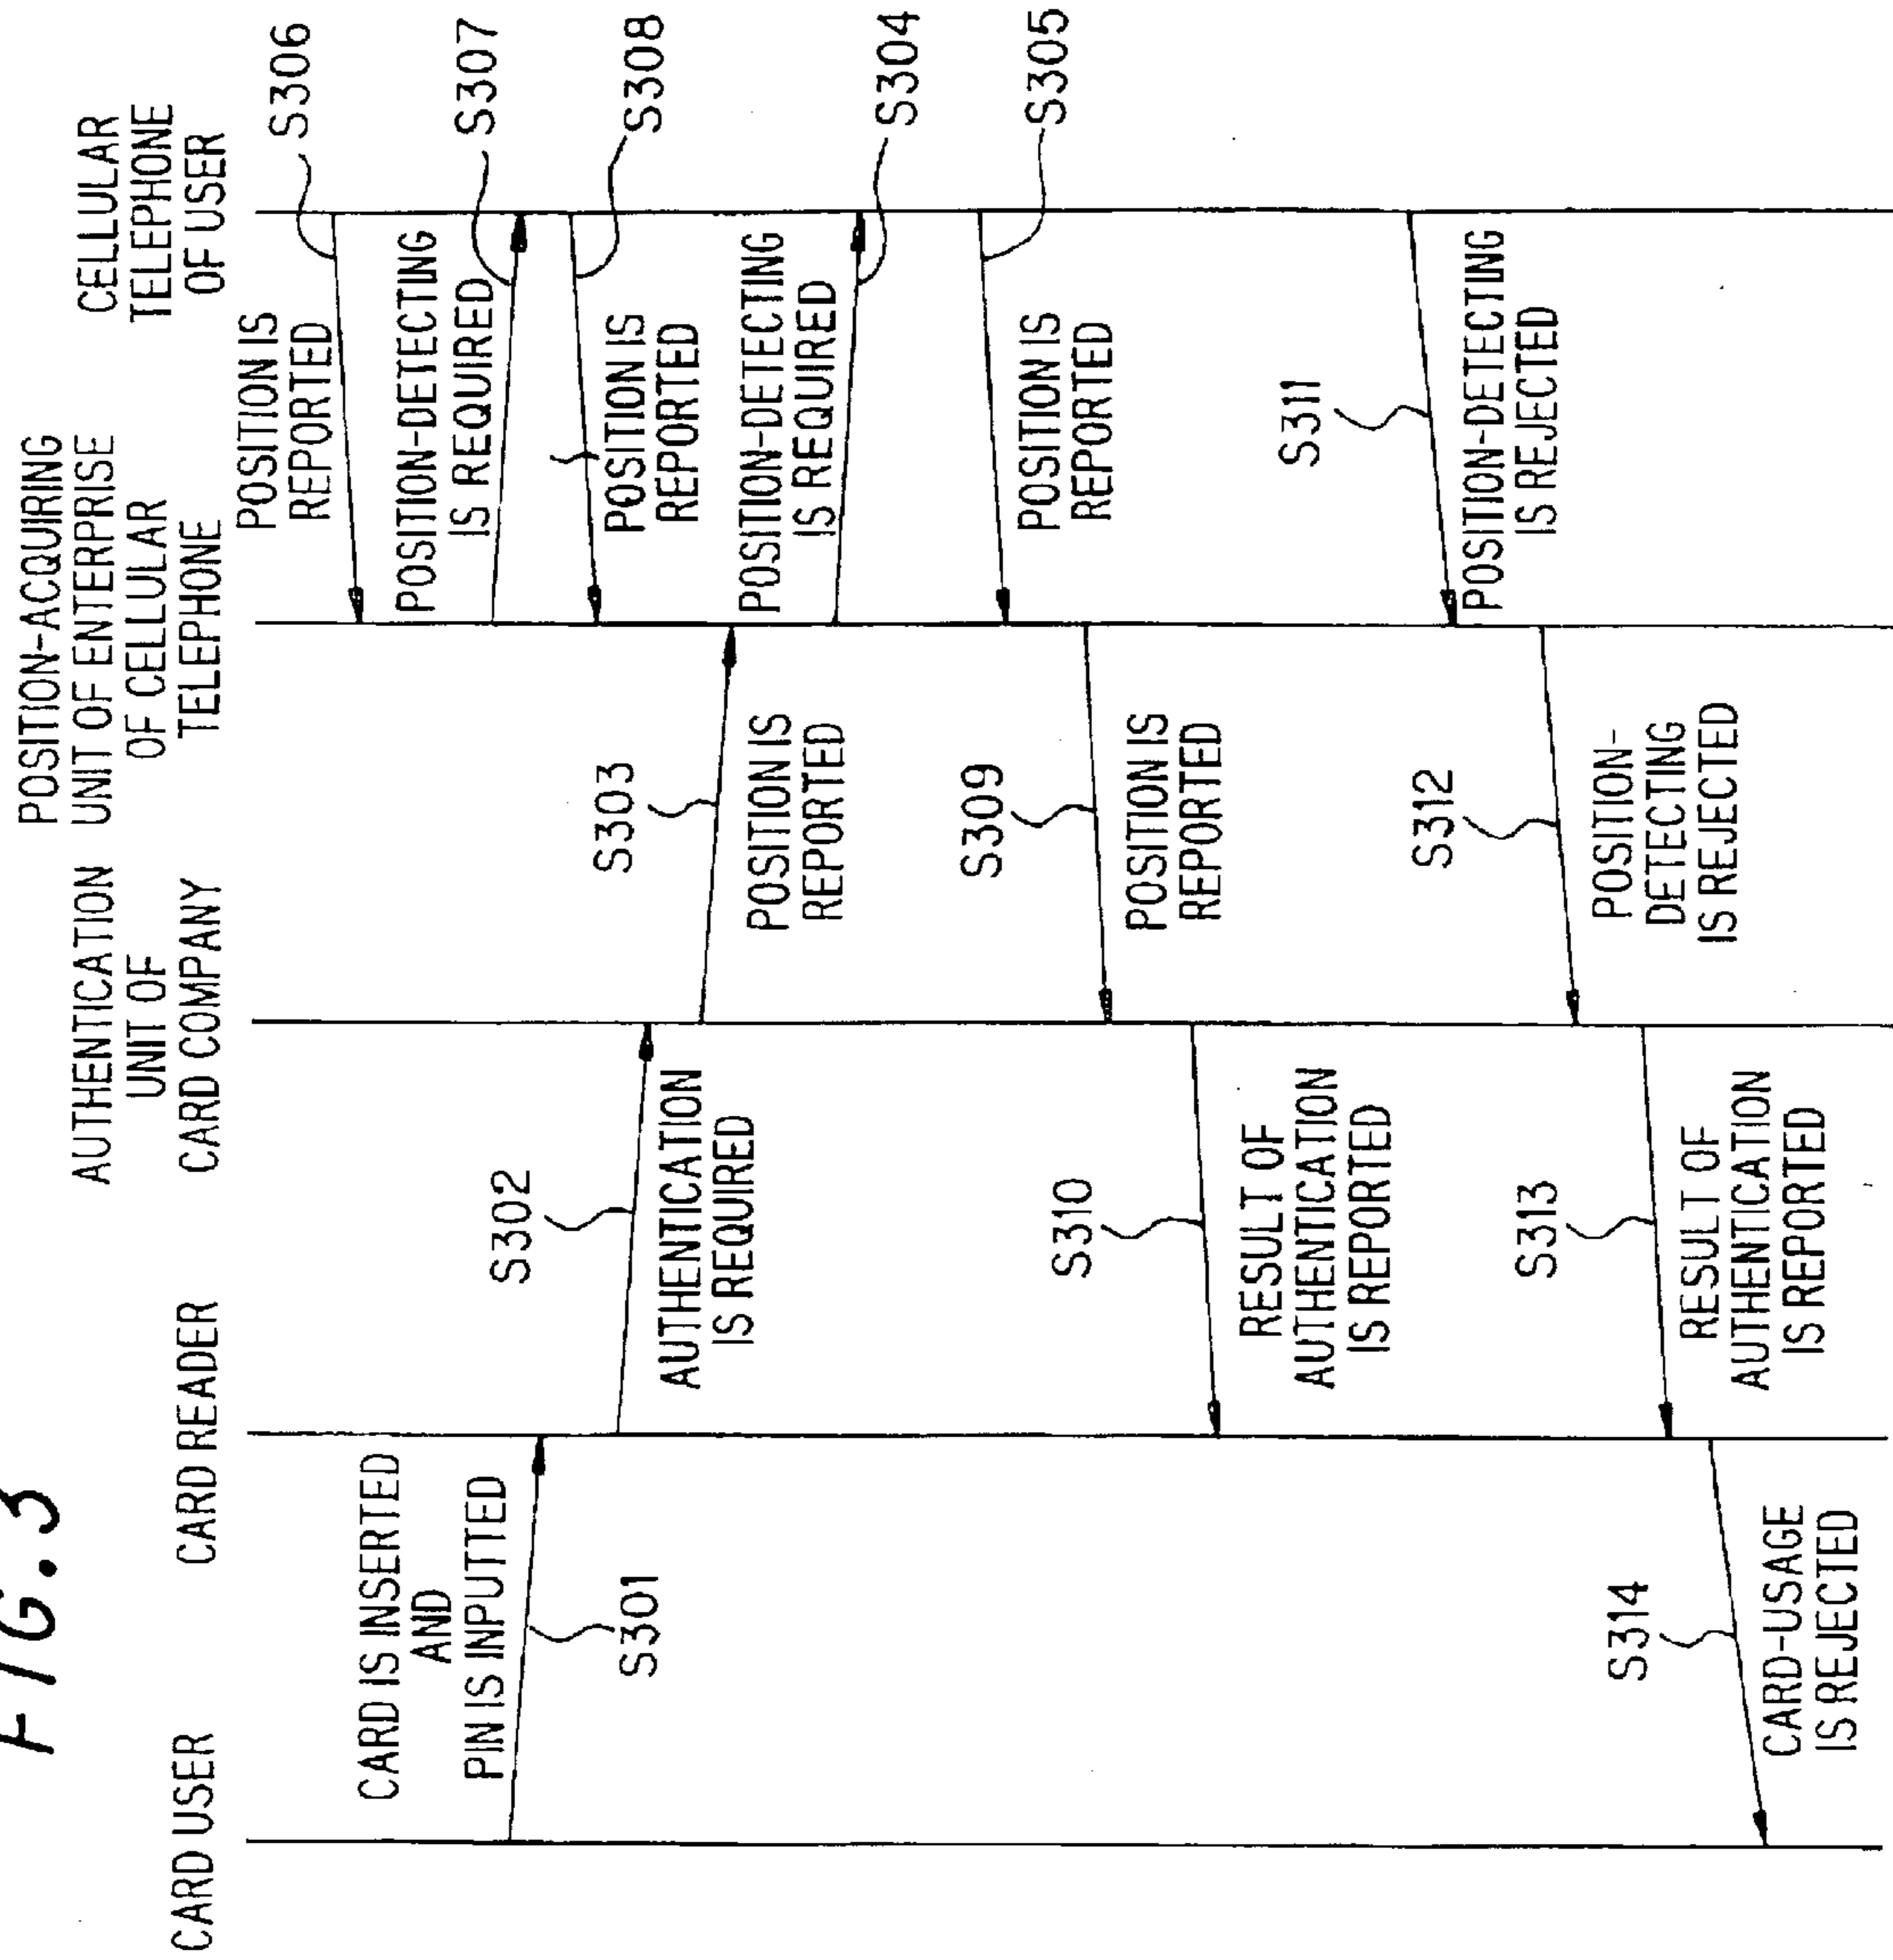 FIG. 3
CARD USER
CARD READER
AUTHENTICATION
UNIT OF
CARD COMPANY
POSITION-ACQUIRING
UNIT OF ENTERPRISE
OF CELLULAR
TELEPHONE
CELLULAR
TELEPHONE
OF USER
S306
POSITION IS
REPORTED
S307
POSITION-DETECTING
IS REQUIRED
S308
POSITION IS
REPORTED
CARD IS INSERTED
AND
PIN IS INPUTTED
S301
S302
AUTHENTICATION
IS REQUIRED
S303
POSITION IS
REPORTED
POSITION-DETECTING
IS REQUIRED
S304
S305
POSITION IS
REPORTED
S309
POSITION IS
REPORTED
S310
RESULT OF
AUTHENTICATION
IS REPORTED
S311
POSITION-DETECTING
IS REJECTED
S312
POSITION-
DETECTING
IS REJECTED
S313
RESULT OF
AUTHENTICATION
IS REPORTED
S314
CARD-USAGE
IS REJECTED